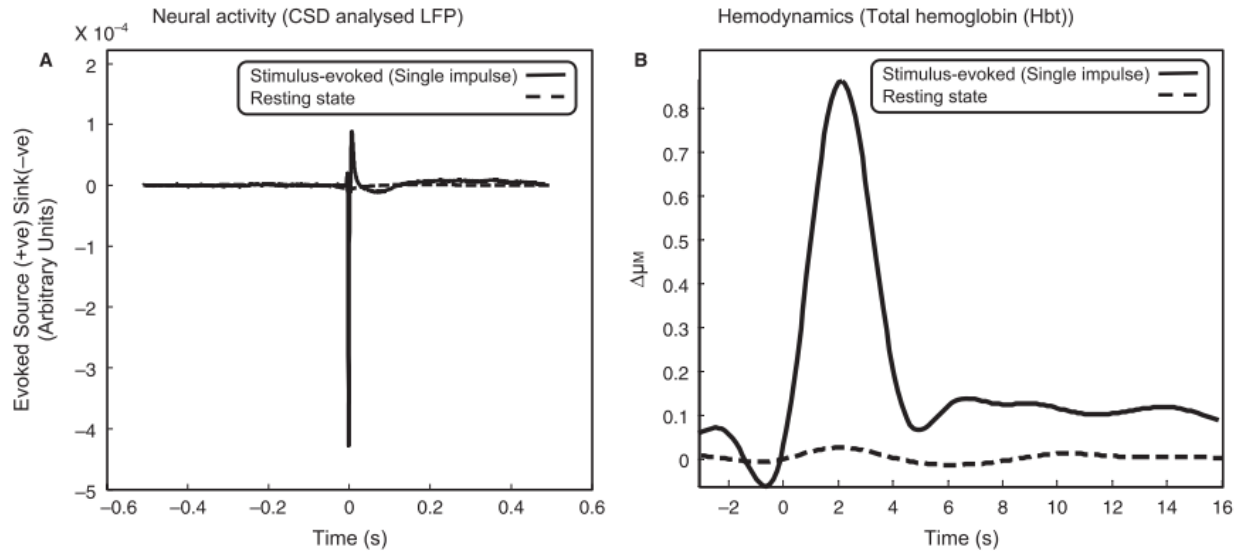 Neural activity (CSD analysed LFP)
X 10⁻⁴
A
2
1
0
−1
−2
−3
−4
−5
Evoked Source (+ve) Sink(−ve)
(Arbitrary Units)
Stimulus-evoked (Single impulse)
Resting state
−0.6 −0.4 −0.2 0 0.2 0.4 0.6
Time (s)
Hemodynamics (Total hemoglobin (Hbt))
B
0.8
0.7
0.6
0.5
0.4
0.3
0.2
0.1
0
ΔμM
Stimulus-evoked (Single impulse)
Resting state
−2 0 2 4 6 8 10 12 14 16
Time (s)